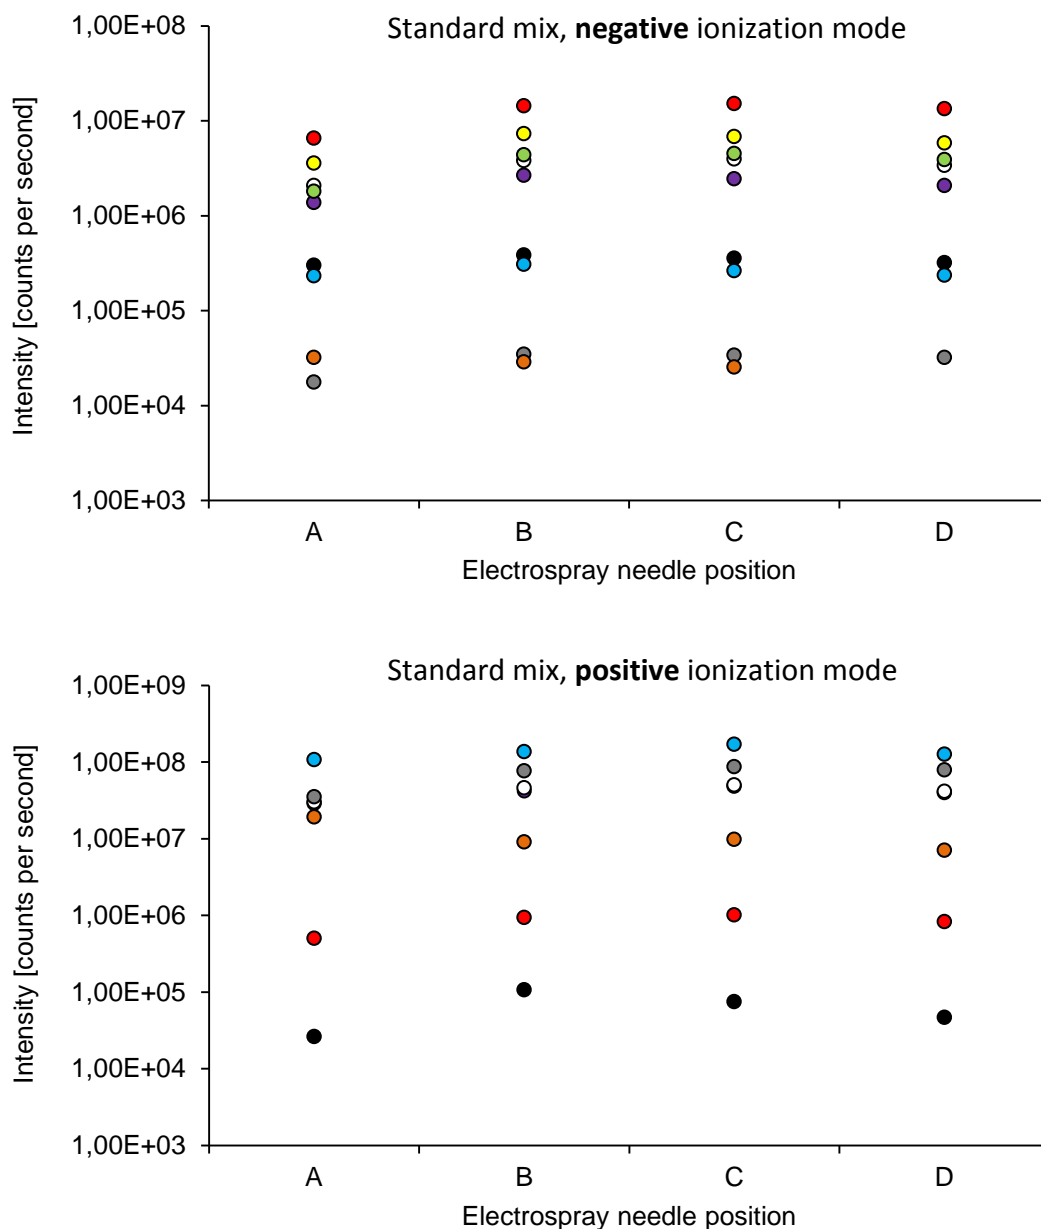 Standard mix, negative ionization mode
Intensity [counts per second]
1,00E+08
1,00E+07
1,00E+06
1,00E+05
1,00E+04
1,00E+03
A B C D
Electrospray needle position
Standard mix, positive ionization mode
Intensity [counts per second]
1,00E+09
1,00E+08
1,00E+07
1,00E+06
1,00E+05
1,00E+04
1,00E+03
A B C D
Electrospray needle position